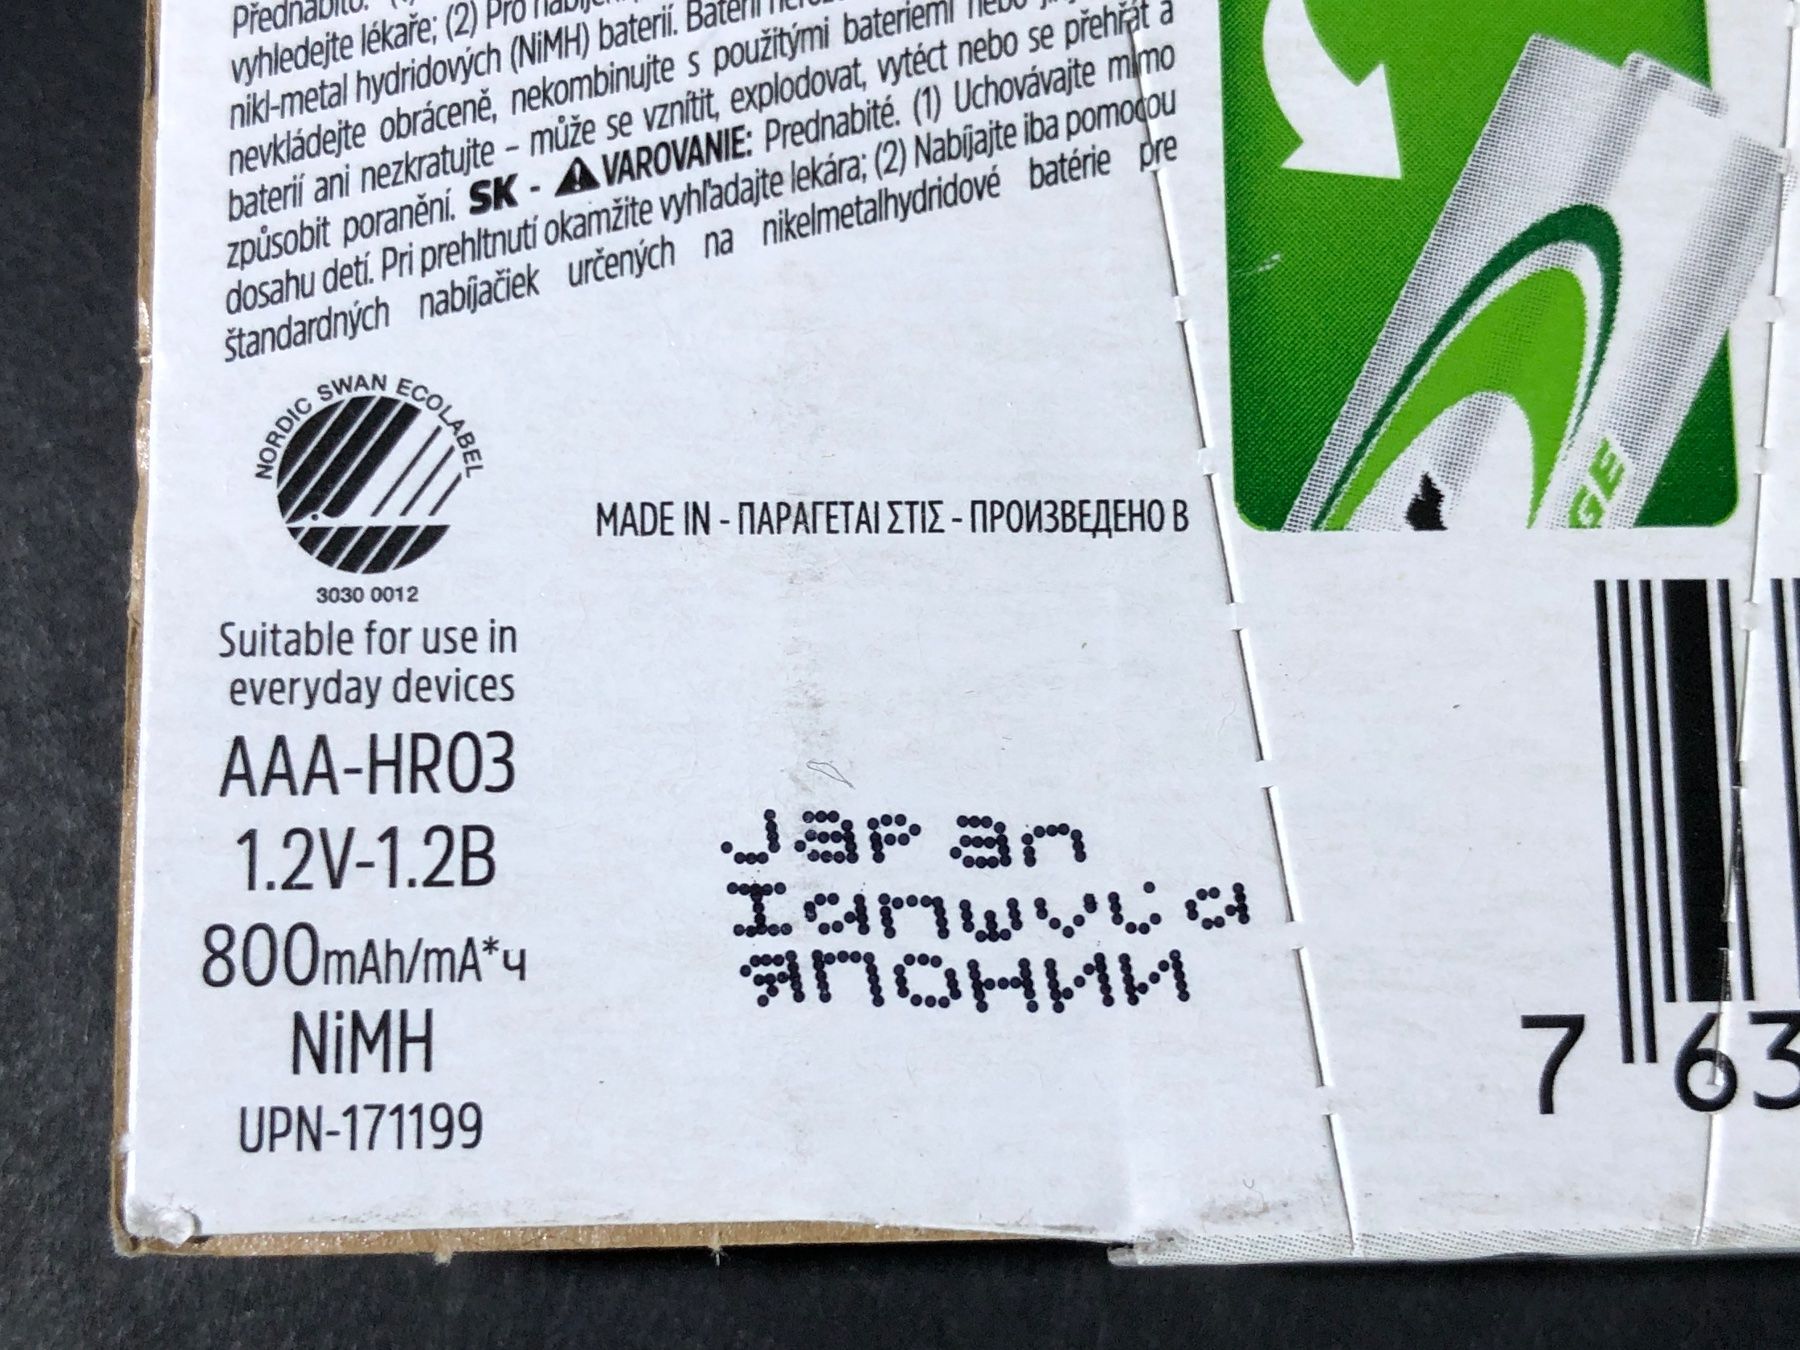 Přednabito.
vyhledejte lékaře; (2) Pro
nikl-metal hydridových (NiMH) baterií. Baterii
nevkládejte obráceně, nekombinujte s použitými bateriemi nebo
baterií ani nezkratujte – může se vznítit, explodovat, vytéct nebo se přehřát a
způsobit poranění. SK - ⚠VAROVANIE: Prednabité. (1) Uchovávajte mimo
dosahu detí. Pri prehltnutí okamžite vyhľadajte lekára; (2) Nabíjajte iba pomocou
štandardných nabíjačiek určených na nikelmetalhydridové batérie pre
NORDIC SWAN ECOLABEL
3030 0012
MADE IN - ΠΑΡΑΓΕΤΑΙ ΣΤΙΣ - ПРОИЗВЕДЕНО В
Suitable for use in
everyday devices
AAA-HR03
1.2V-1.2В
800mAh/mA*ч
NiMH
UPN-171199
Japan
Ιαπωνία
ЯПОНИИ
GE
7 63